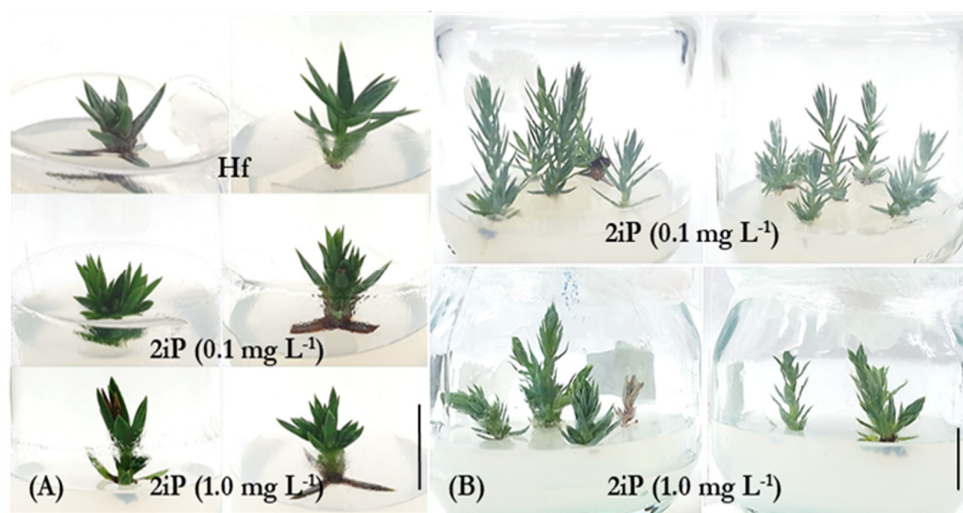 Hf
2iP (0.1 mg L⁻¹)
2iP (0.1 mg L⁻¹)
(A)
2iP (1.0 mg L⁻¹)
(B)
2iP (1.0 mg L⁻¹)